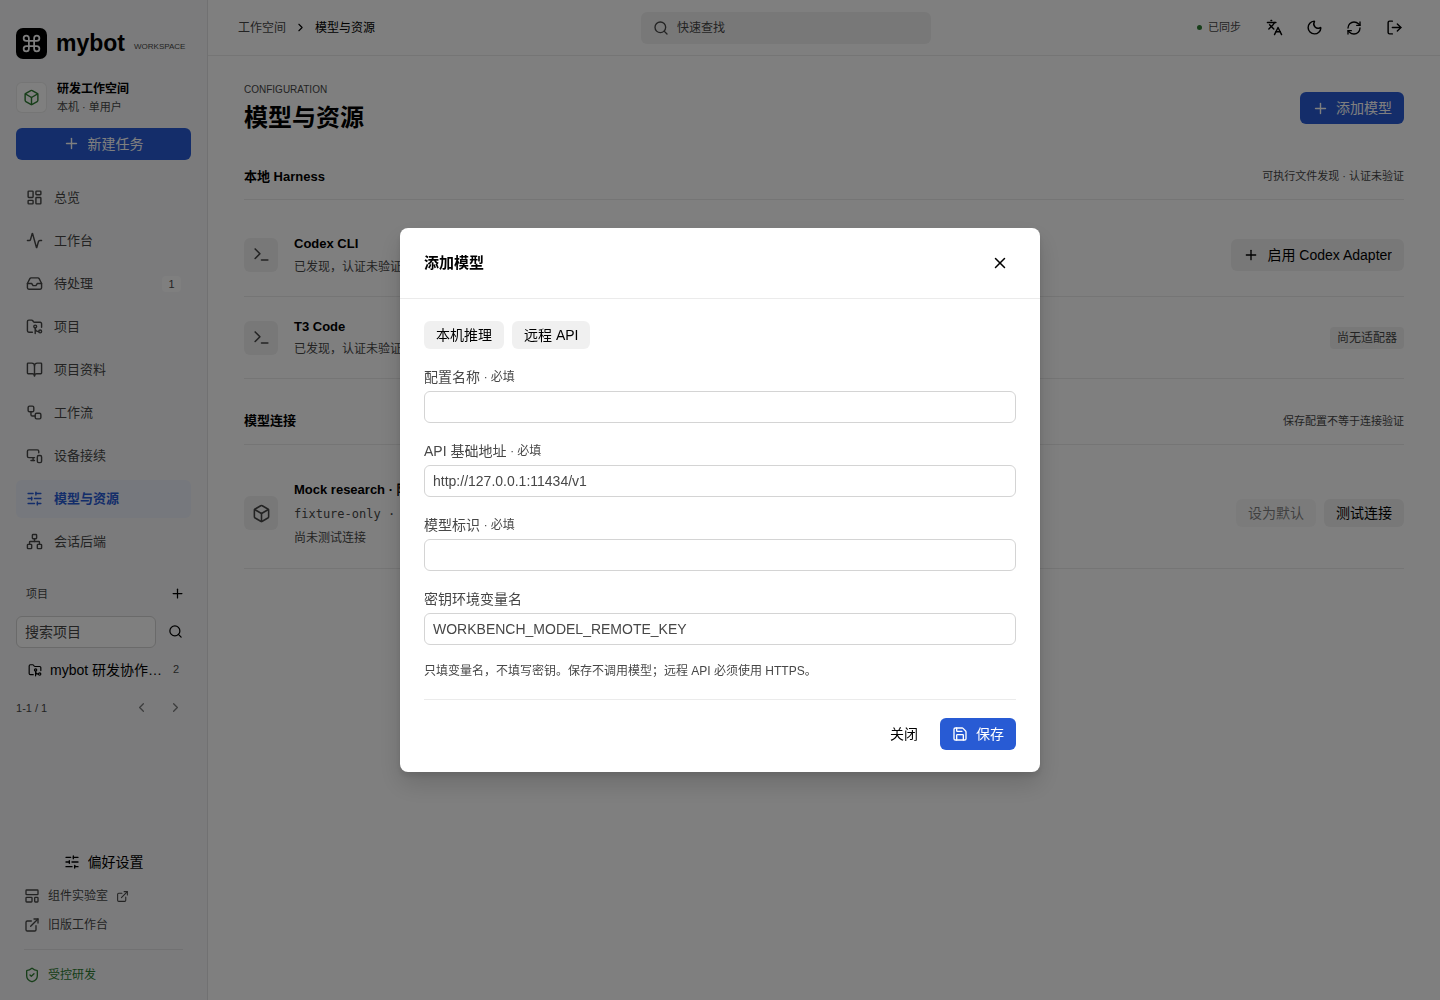 mybot WORKSPACE
研发工作空间
本机 · 单用户
新建任务
总览
工作台
待处理 1
项目
项目资料
工作流
设备接续
模型与资源
会话后端
项目
搜索项目
mybot 研发协作… 2
1-1 / 1
偏好设置
组件实验室
旧版工作台
受控研发
工作空间 模型与资源
快速查找
已同步
CONFIGURATION
模型与资源
添加模型
本地 Harness
可执行文件发现 · 认证未验证
Codex CLI
已发现，认证未验证
启用 Codex Adapter
T3 Code
已发现，认证未验证
尚无适配器
模型连接
保存配置不等于连接验证
Mock research ·
fixture-only ·
尚未测试连接
设为默认 测试连接
添加模型
本机推理 远程 API
配置名称 · 必填
API 基础地址 · 必填
http://127.0.0.1:11434/v1
模型标识 · 必填
密钥环境变量名
WORKBENCH_MODEL_REMOTE_KEY
只填变量名，不填写密钥。保存不调用模型；远程 API 必须使用 HTTPS。
关闭 保存